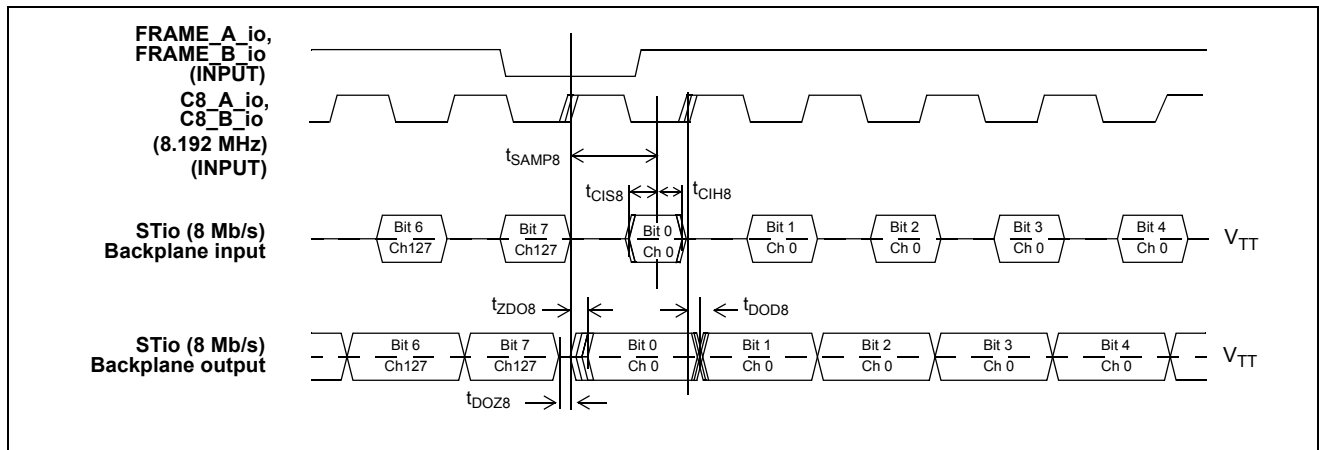 FRAME_A_io,
FRAME_B_io
(INPUT)
C8_A_io,
C8_B_io
(8.192 MHz)
(INPUT)
tSAMP8
tCIS8
tCIH8
STio (8 Mb/s)
Backplane input
Bit 6
Ch127
Bit 7
Ch127
Bit 0
Ch 0
Bit 1
Ch 0
Bit 2
Ch 0
Bit 3
Ch 0
Bit 4
Ch 0
VTT
tZDO8
tDOD8
STio (8 Mb/s)
Backplane output
Bit 6
Ch127
Bit 7
Ch127
Bit 0
Ch 0
Bit 1
Ch 0
Bit 2
Ch 0
Bit 3
Ch 0
Bit 4
Ch 0
VTT
tDOZ8